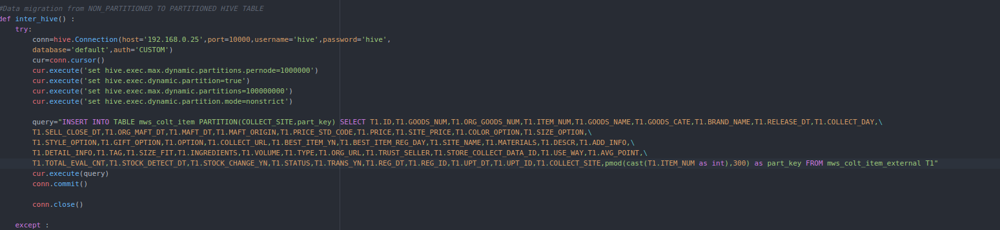 #Data migration from NON_PARTITIONED TO PARTITIONED HIVE TABLE
def inter_hive() :
    try:
        conn=hive.Connection(host='192.168.0.25',port=10000,username='hive',password='hive',
        database='default',auth='CUSTOM')
        cur=conn.cursor()
        cur.execute('set hive.exec.max.dynamic.partitions.pernode=1000000')
        cur.execute('set hive.exec.dynamic.partition=true')
        cur.execute('set hive.exec.max.dynamic.partitions=100000000')
        cur.execute('set hive.exec.dynamic.partition.mode=nonstrict')
        query="INSERT INTO TABLE mws_colt_item PARTITION(COLLECT_SITE,part_key) SELECT T1.ID,T1.GOODS_NUM,T1.ORG_GOODS_NUM,T1.ITEM_NUM,T1.GOODS_NAME,T1.GOODS_CATE,T1.BRAND_NAME,T1.RELEASE_DT,T1.COLLECT_DAY,\
        T1.SELL_CLOSE_DT,T1.ORG_MAFT_DT,T1.MAFT_DT,T1.MAFT_ORIGIN,T1.PRICE_STD_CODE,T1.PRICE,T1.SITE_PRICE,T1.COLOR_OPTION,T1.SIZE_OPTION,\
        T1.STYLE_OPTION,T1.GIFT_OPTION,T1.OPTION,T1.COLLECT_URL,T1.BEST_ITEM_YN,T1.BEST_ITEM_REG_DAY,T1.SITE_NAME,T1.MATERIALS,T1.DESCR,T1.ADD_INFO,\
        T1.DETAIL_INFO,T1.TAG,T1.SIZE_FIT,T1.INGREDIENTS,T1.VOLUME,T1.TYPE,T1.ORG_URL,T1.TRUST_SELLER,T1.STORE_COLLECT_DATA_ID,T1.USE_WAY,T1.AVG_POINT,\
        T1.TOTAL_EVAL_CNT,T1.STOCK_DETECT_DT,T1.STOCK_CHANGE_YN,T1.STATUS,T1.TRANS_YN,T1.REG_DT,T1.REG_ID,T1.UPT_DT,T1.UPT_ID,T1.COLLECT_SITE,pmod(cast(T1.ITEM_NUM as int),300) as part_key FROM mws_colt_item_external T1"
        cur.execute(query)
        conn.commit()
        conn.close()
    except :